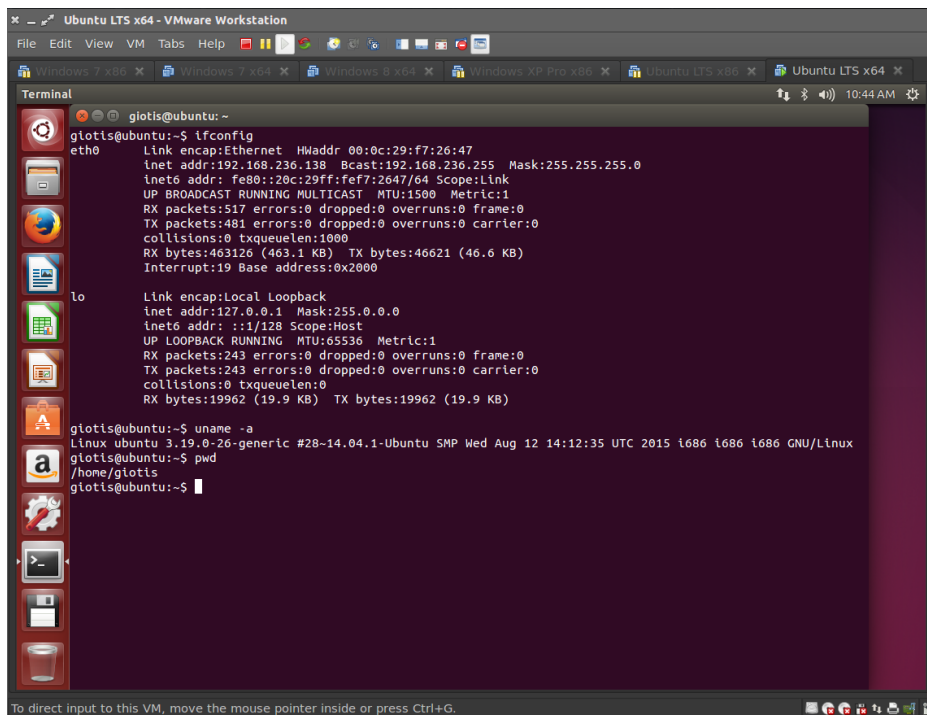 Ubuntu LTS x64 - VMware Workstation
File Edit View VM Tabs Help
Windows 7 x86 Windows 7 x64 Windows 8 x64 Windows XP Pro x86 Ubuntu LTS x86 Ubuntu LTS x64
Terminal 10:44 AM
giotis@ubuntu: ~
giotis@ubuntu:~$ ifconfig
eth0 Link encap:Ethernet HWaddr 00:0c:29:f7:26:47
inet addr:192.168.236.138 Bcast:192.168.236.255 Mask:255.255.255.0
inet6 addr: fe80::20c:29ff:fef7:2647/64 Scope:Link
UP BROADCAST RUNNING MULTICAST MTU:1500 Metric:1
RX packets:517 errors:0 dropped:0 overruns:0 frame:0
TX packets:481 errors:0 dropped:0 overruns:0 carrier:0
collisions:0 txqueuelen:1000
RX bytes:463126 (463.1 KB) TX bytes:46621 (46.6 KB)
Interrupt:19 Base address:0x2000
lo Link encap:Local Loopback
inet addr:127.0.0.1 Mask:255.0.0.0
inet6 addr: ::1/128 Scope:Host
UP LOOPBACK RUNNING MTU:65536 Metric:1
RX packets:243 errors:0 dropped:0 overruns:0 frame:0
TX packets:243 errors:0 dropped:0 overruns:0 carrier:0
collisions:0 txqueuelen:0
RX bytes:19962 (19.9 KB) TX bytes:19962 (19.9 KB)
giotis@ubuntu:~$ uname -a
Linux ubuntu 3.19.0-26-generic #28~14.04.1-Ubuntu SMP Wed Aug 12 14:12:35 UTC 2015 i686 i686 i686 GNU/Linux
giotis@ubuntu:~$ pwd
/home/giotis
giotis@ubuntu:~$
To direct input to this VM, move the mouse pointer inside or press Ctrl+G.